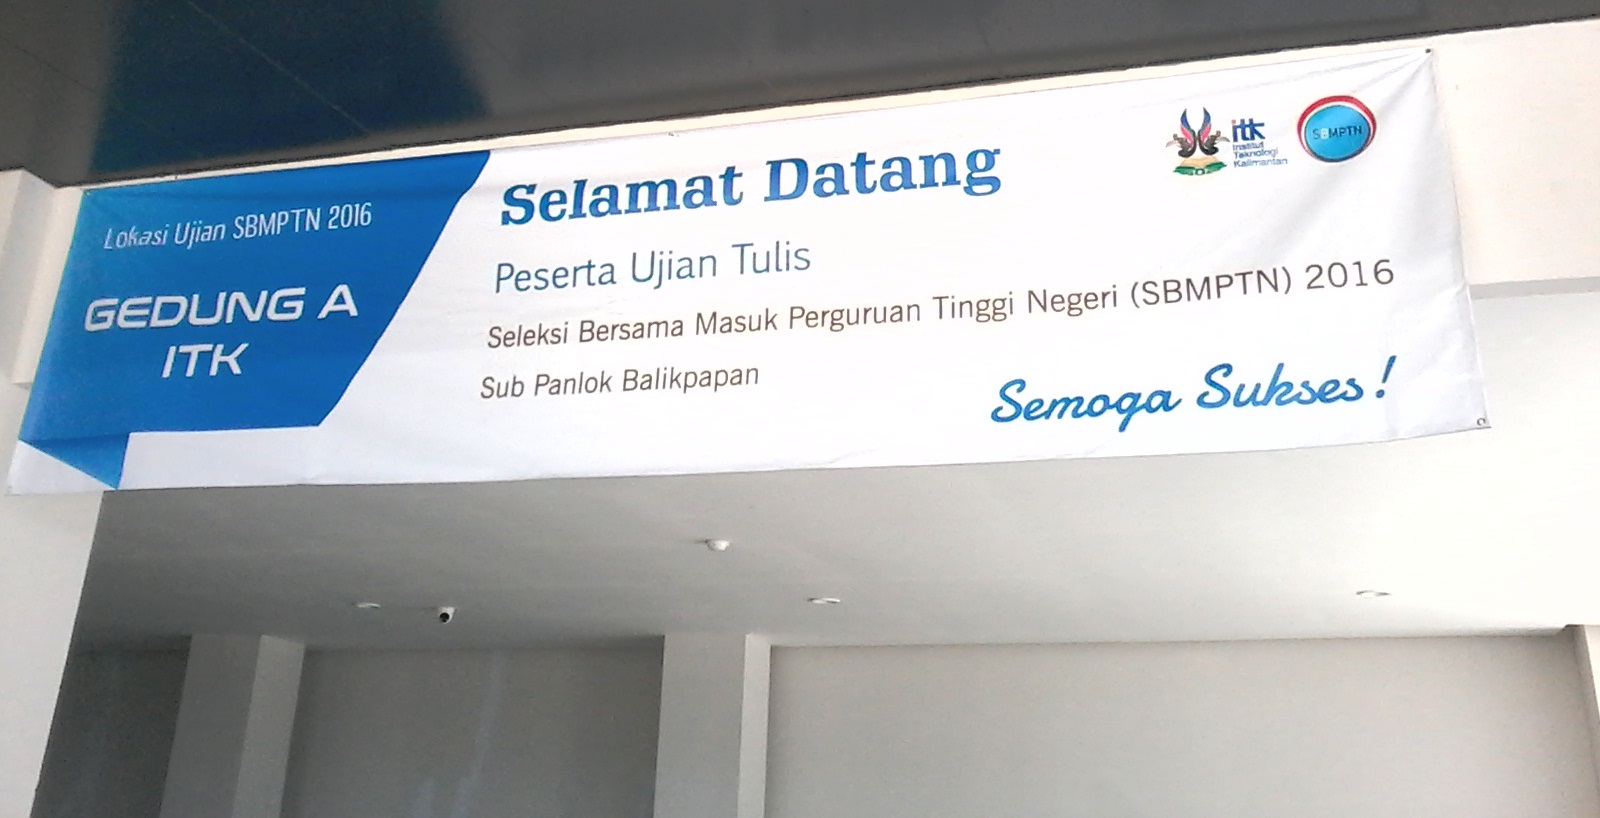 Lokasi Ujian SBMPTN 2016
GEDUNG A
ITK
Selamat Datang
Peserta Ujian Tulis
Seleksi Bersama Masuk Perguruan Tinggi Negeri (SBMPTN) 2016
Sub Panlok Balikpapan
Semoga Sukses!
itk
Institut
Teknologi
Kalimantan
SBMPTN